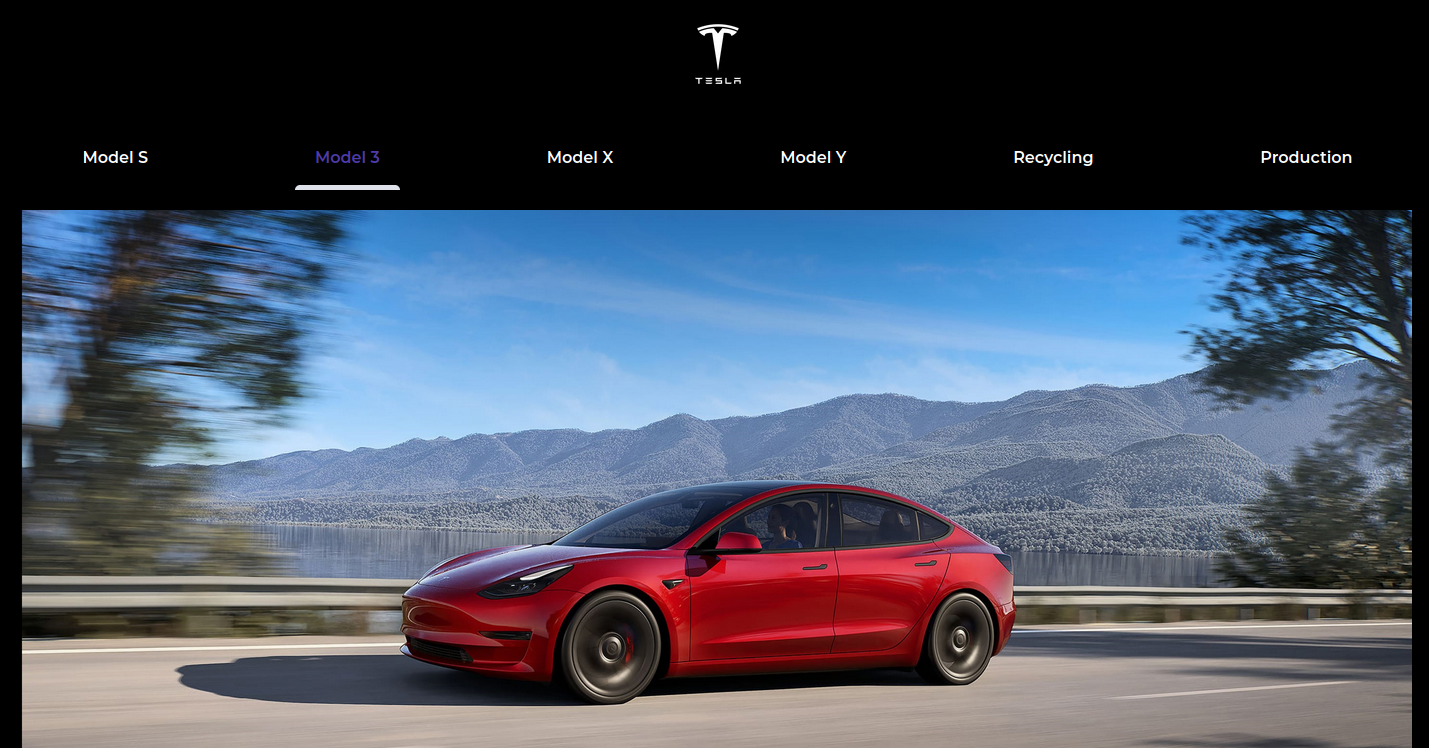 TESLA
Model S
Model 3
Model X
Model Y
Recycling
Production